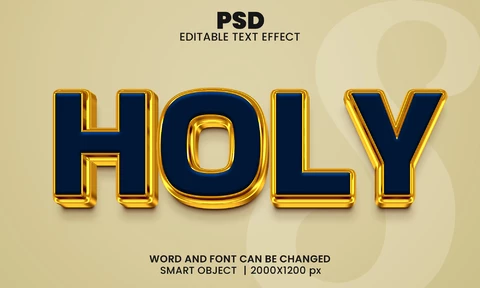 PSD
EDITABLE TEXT EFFECT
HOLY
WORD AND FONT CAN BE CHANGED
SMART OBJECT | 2000X1200 px